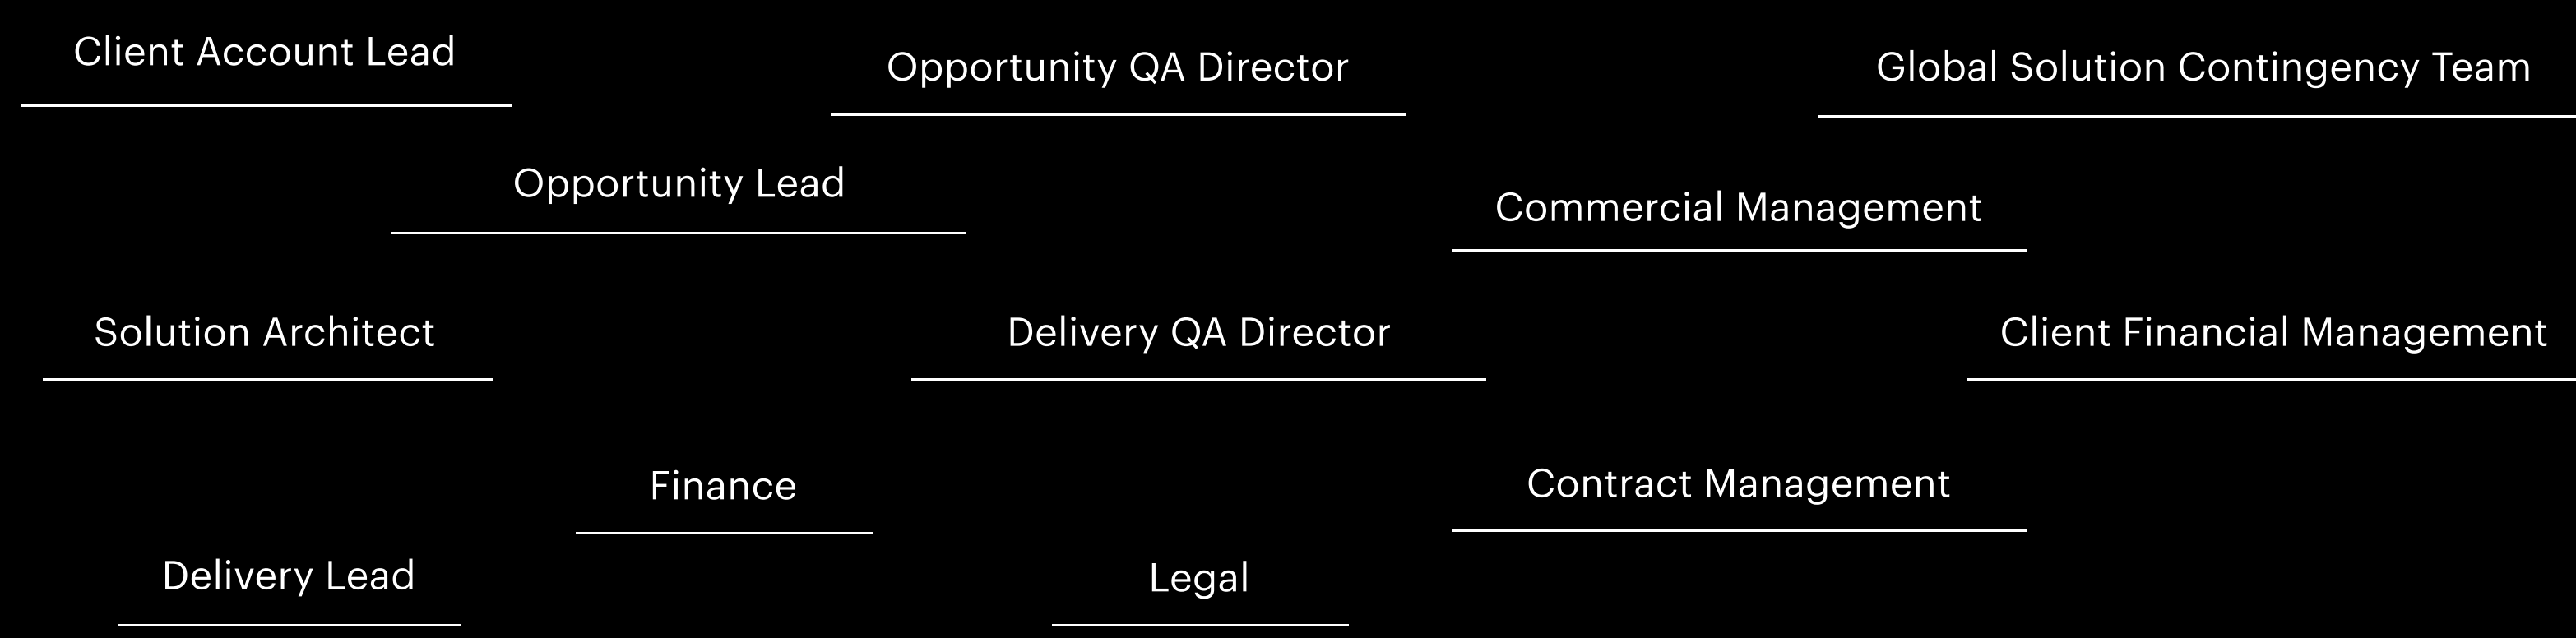 Client Account Lead
Opportunity QA Director
Global Solution Contingency Team
Opportunity Lead
Commercial Management
Solution Architect
Delivery QA Director
Client Financial Management
Finance
Contract Management
Delivery Lead
Legal